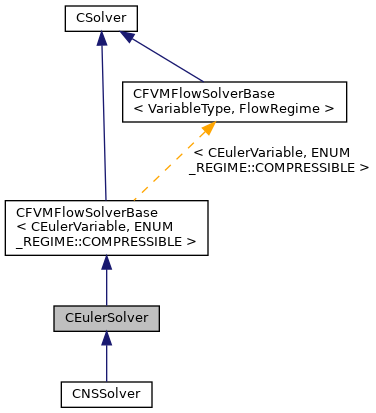 CSolver
CFVMFlowSolverBase
< VariableType, FlowRegime >
< CEulerVariable, ENUM
_REGIME::COMPRESSIBLE >
CFVMFlowSolverBase
< CEulerVariable, ENUM
_REGIME::COMPRESSIBLE >
CEulerSolver
CNSSolver